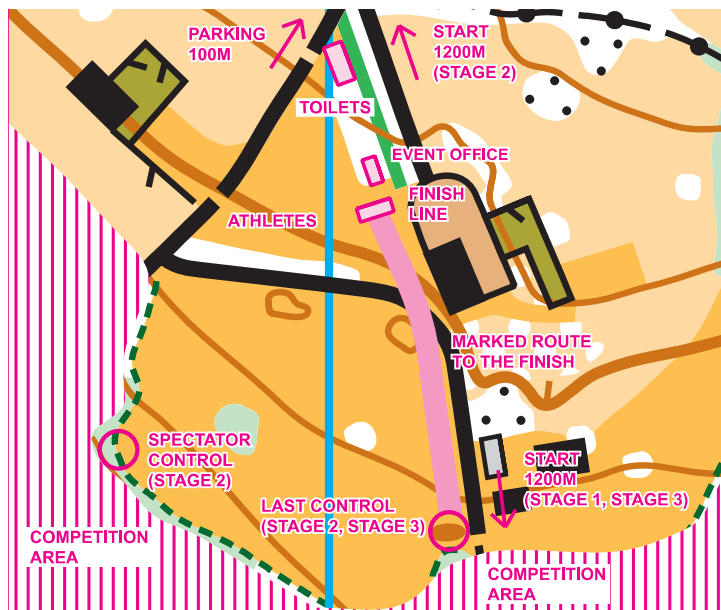 PARKING
100M
START
1200M
(STAGE 2)
TOILETS
EVENT OFFICE
FINISH
LINE
ATHLETES
MARKED ROUTE
TO THE FINISH
SPECTATOR
CONTROL
(STAGE 2)
START
1200M
(STAGE 1, STAGE 3)
LAST CONTROL
(STAGE 2, STAGE 3)
COMPETITION
AREA
COMPETITION
AREA